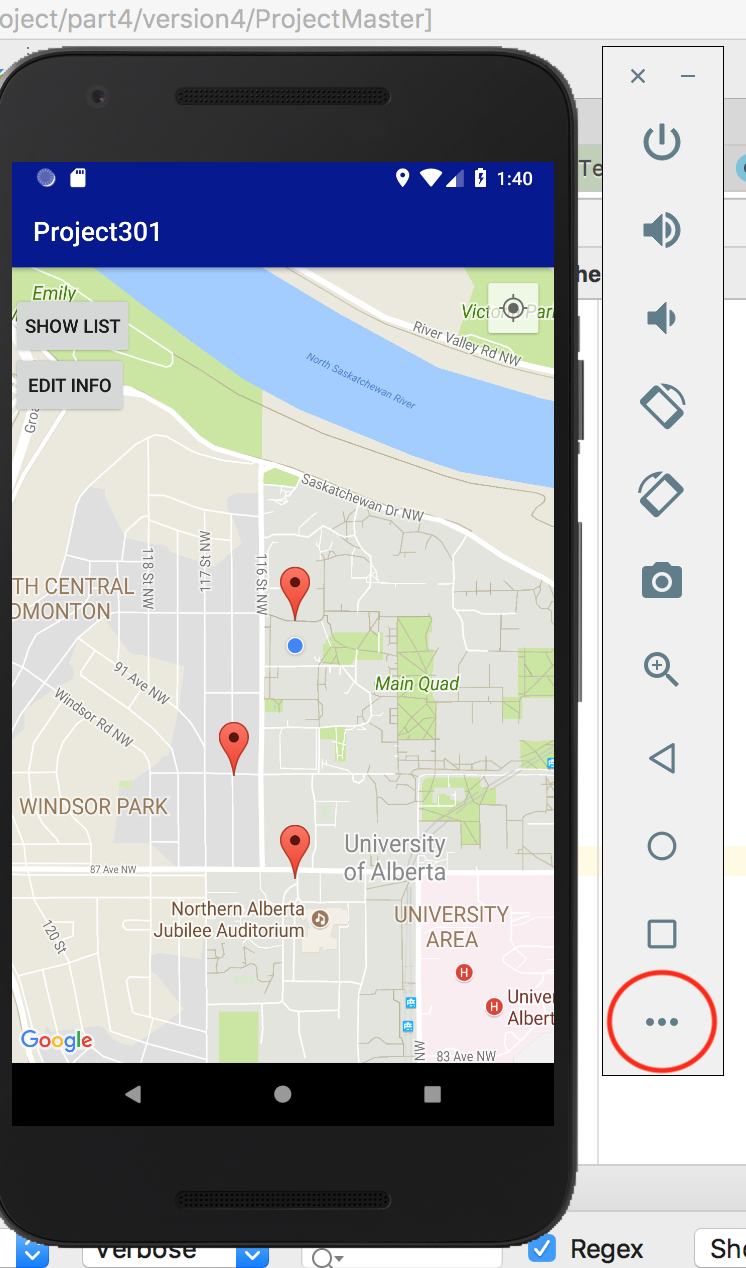 oject/part4/version4/ProjectMaster]
1:40
Te
Project301
he
Emily
SHOW LIST
EDIT INFO
River Valley Rd NW
North Saskatchewan River
Saskatchewan Dr NW
118 St NW
117 St NW
116 St NW
TH CENTRAL
DMONTON
91 Ave NW
Windsor Rd NW
Main Quad
WINDSOR PARK
University
of Alberta
87 Ave NW
Northern Alberta
Jubilee Auditorium
UNIVERSITY
AREA
120 St
H
H
Univer
Albert
Google
NW
83 Ave NW
Verbose
Regex
Sho